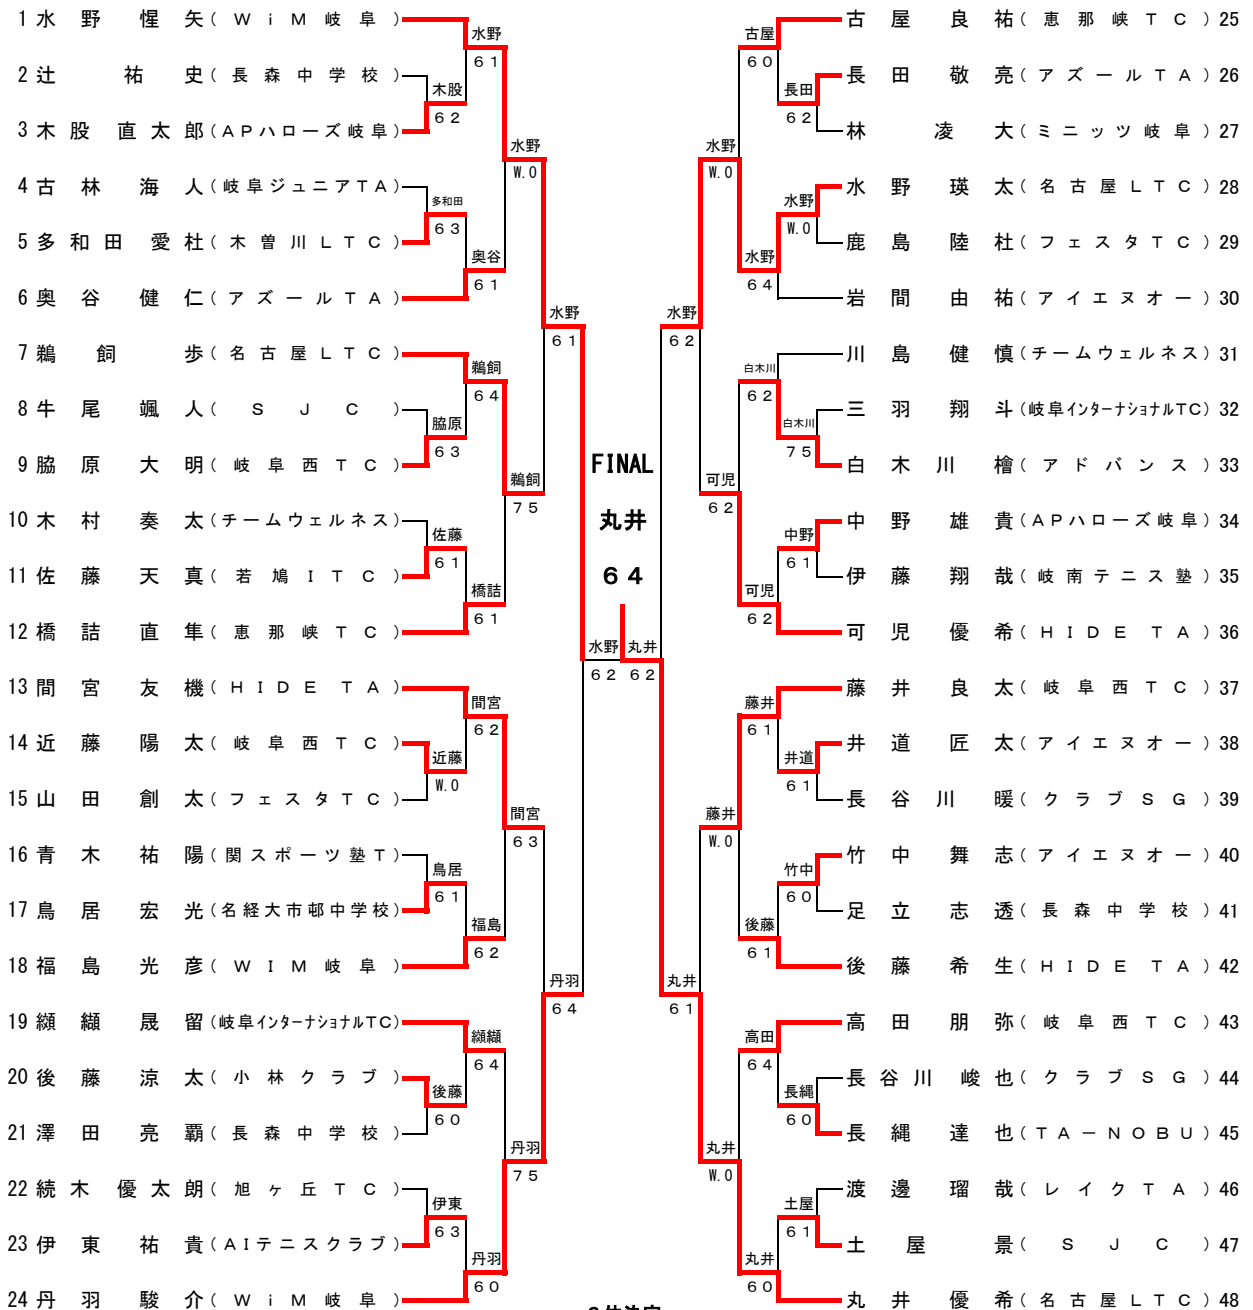 1 水野 惺矢 (WiM岐阜)
2 辻 祐史 (長森中学校)
3 木股 直太郎 (APハローズ岐阜)
4 古林 海人 (岐阜ジュニアTA)
5 多和田 愛杜 (木曽川LTC)
6 奥谷 健仁 (アズールTA)
7 鵜飼 歩 (名古屋LTC)
8 牛尾 颯人 (SJC)
9 脇原 大明 (岐阜西TC)
10 木村 奏太 (チームウェルネス)
11 佐藤 天真 (若鳩ITC)
12 橋詰 直隼 (恵那峡TC)
13 間宮 友機 (HIDE TA)
14 近藤 陽太 (岐阜西TC)
15 山田 創太 (フェスタTC)
16 青木 祐陽 (関スポーツ塾T)
17 鳥居 宏光 (名経大市邨中学校)
18 福島 光彦 (WIM岐阜)
19 纐纈 晟留 (岐阜インターナショナルTC)
20 後藤 涼太 (小林クラブ)
21 澤田 亮覇 (長森中学校)
22 続木 優太朗 (旭ヶ丘TC)
23 伊東 祐貴 (AIテニスクラブ)
24 丹羽 駿介 (WiM岐阜)
水野
61
木股
62
水野
W.0
多和田
63
奥谷
61
水野
61
鵜飼
64
脇原
63
鵜飼
75
佐藤
61
橋詰
61
水野
62
間宮
62
近藤
W.0
間宮
63
鳥居
61
福島
62
丹羽
64
纐纈
64
後藤
60
丹羽
75
伊東
63
丹羽
60
FINAL
丸井
64
丸井
62
古屋
60
長田
62
水野
W.0
水野
W.0
水野
64
水野
62
白木川
62
白木川
75
可児
62
中野
61
可児
62
藤井
61
井道
61
藤井
W.0
竹中
60
後藤
61
丸井
61
高田
64
長縄
60
丸井
W.0
土屋
61
丸井
60
古屋 良祐 (恵那峡TC) 25
長田 敬亮 (アズールTA) 26
林 凌大 (ミニッツ岐阜) 27
水野 瑛太 (名古屋LTC) 28
鹿島 陸杜 (フェスタTC) 29
岩間 由祐 (アイエヌオー) 30
川島 健慎 (チームウェルネス) 31
三羽 翔斗 (岐阜インターナショナルTC) 32
白木川 檜 (アドバンス) 33
中野 雄貴 (APハローズ岐阜) 34
伊藤 翔哉 (岐南テニス塾) 35
可児 優希 (HIDE TA) 36
藤井 良太 (岐阜西TC) 37
井道 匠太 (アイエヌオー) 38
長谷川 暖 (クラブSG) 39
竹中 舞志 (アイエヌオー) 40
足立 志透 (長森中学校) 41
後藤 希生 (HIDE TA) 42
高田 朋弥 (岐阜西TC) 43
長谷川 峻也 (クラブSG) 44
長縄 達也 (TA-NOBU) 45
渡邊 瑠哉 (レイクTA) 46
土屋 景 (SJC) 47
丸井 優希 (名古屋LTC) 48